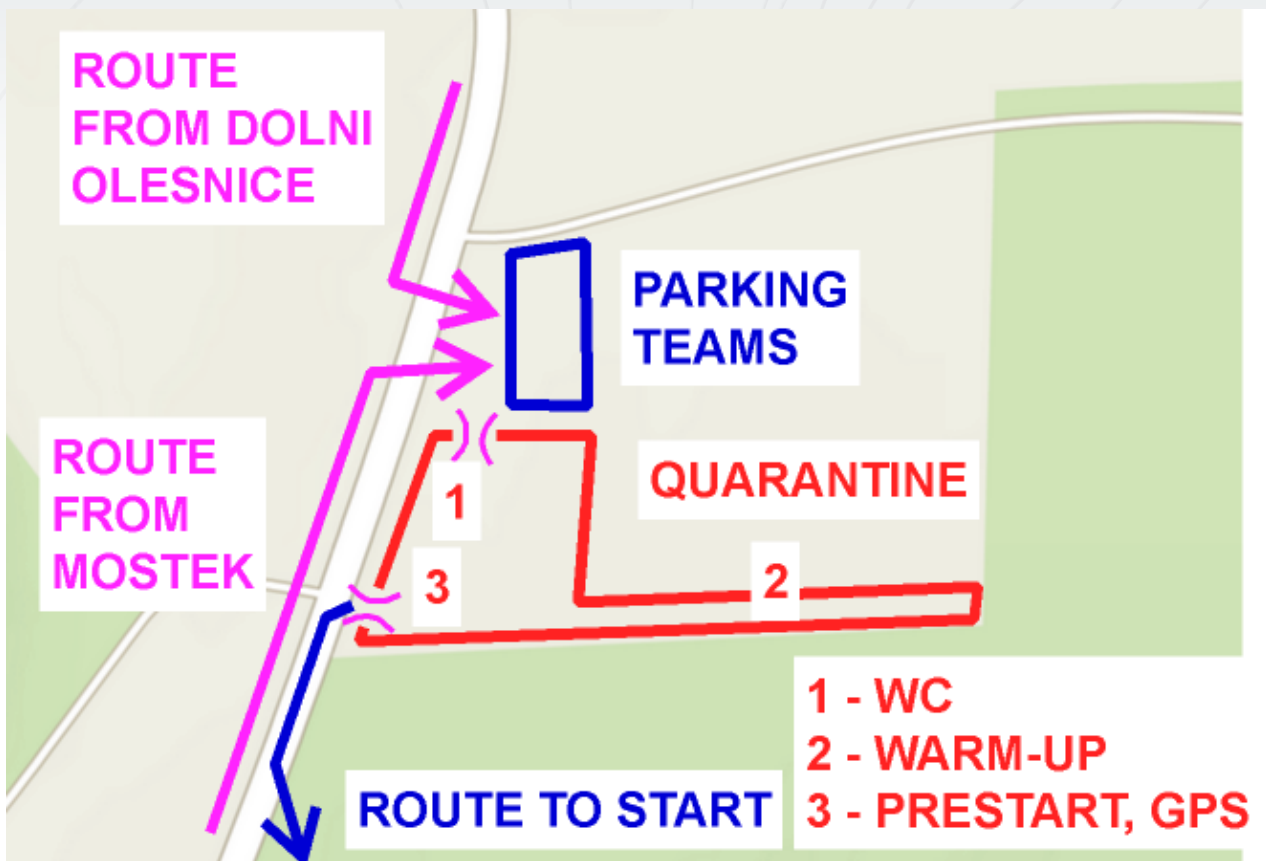 ROUTE
FROM DOLNI
OLESNICE
PARKING
TEAMS
ROUTE
FROM
MOSTEK
QUARANTINE
1
2
3
1 - WC
2 - WARM-UP
3 - PRESTART, GPS
ROUTE TO START